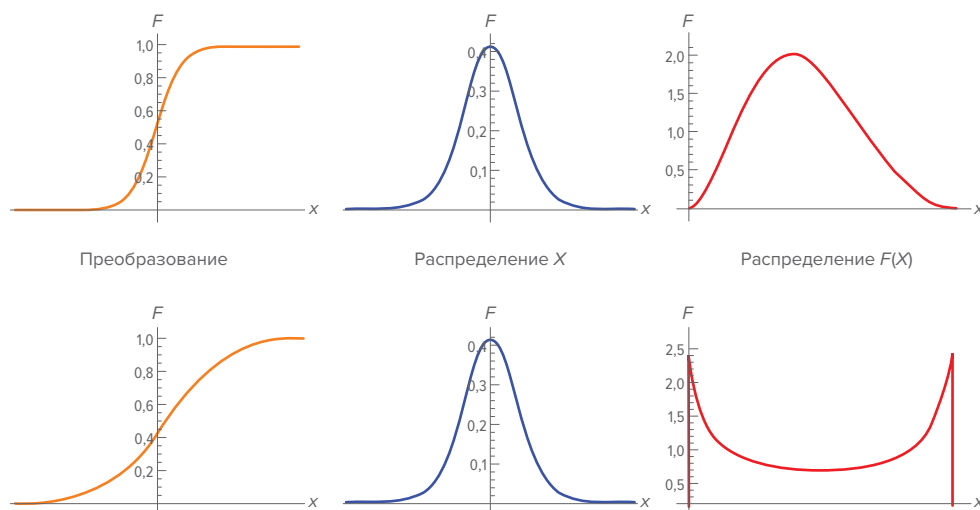 F
1,0
0,8
0,6
0,4
0,2
x
F
0,4
0,3
0,2
0,1
x
F
2,0
1,5
1,0
0,5
x
Преобразование
Распределение X
Распределение F(X)
F
1,0
0,8
0,6
0,4
0,2
x
F
0,4
0,3
0,2
0,1
x
F
2,5
2,0
1,5
1,0
0,5
x